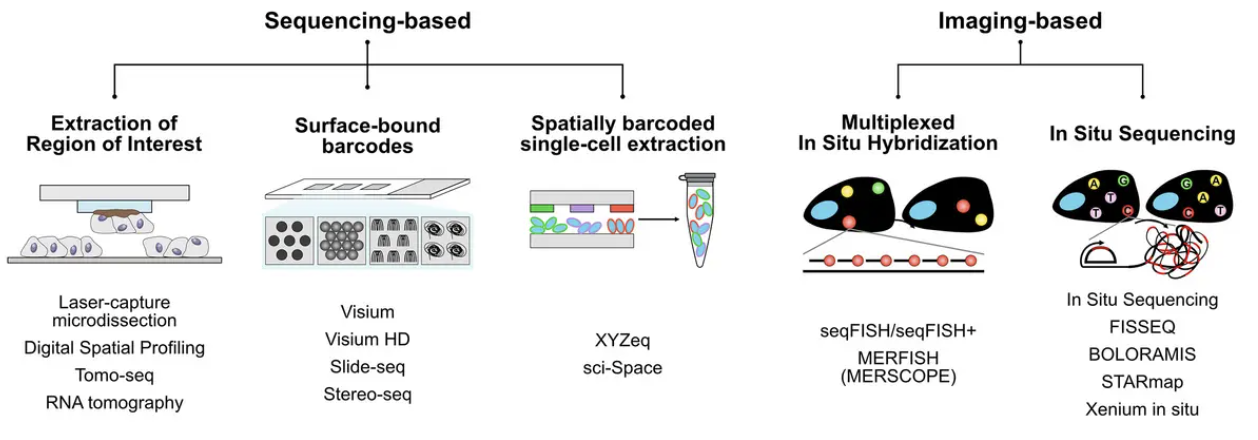 Sequencing-based
Imaging-based
Extraction of
Region of Interest
Surface-bound
barcodes
Spatially barcoded
single-cell extraction
Multiplexed
In Situ Hybridization
In Situ Sequencing
A
G
T
T
C
G
A
A
C
T
Laser-capture
microdissection
Digital Spatial Profiling
Tomo-seq
RNA tomography
Visium
Visium HD
Slide-seq
Stereo-seq
XYZeq
sci-Space
seqFISH/seqFISH+
MERFISH
(MERSCOPE)
In Situ Sequencing
FISSEQ
BOLORAMIS
STARmap
Xenium in situ